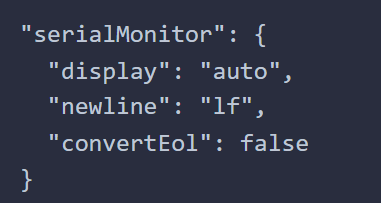 "serialMonitor": {
  "display": "auto",
  "newline": "lf",
  "convertEol": false
}